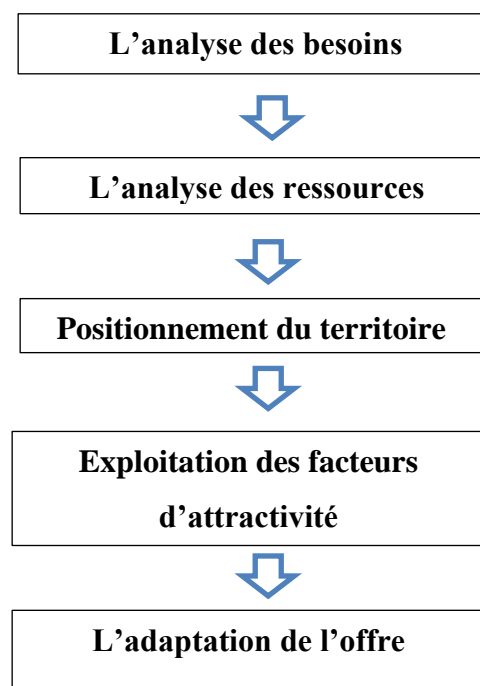 L’analyse des besoins
L’analyse des ressources
Positionnement du territoire
Exploitation des facteurs
d’attractivité
L’adaptation de l’offre